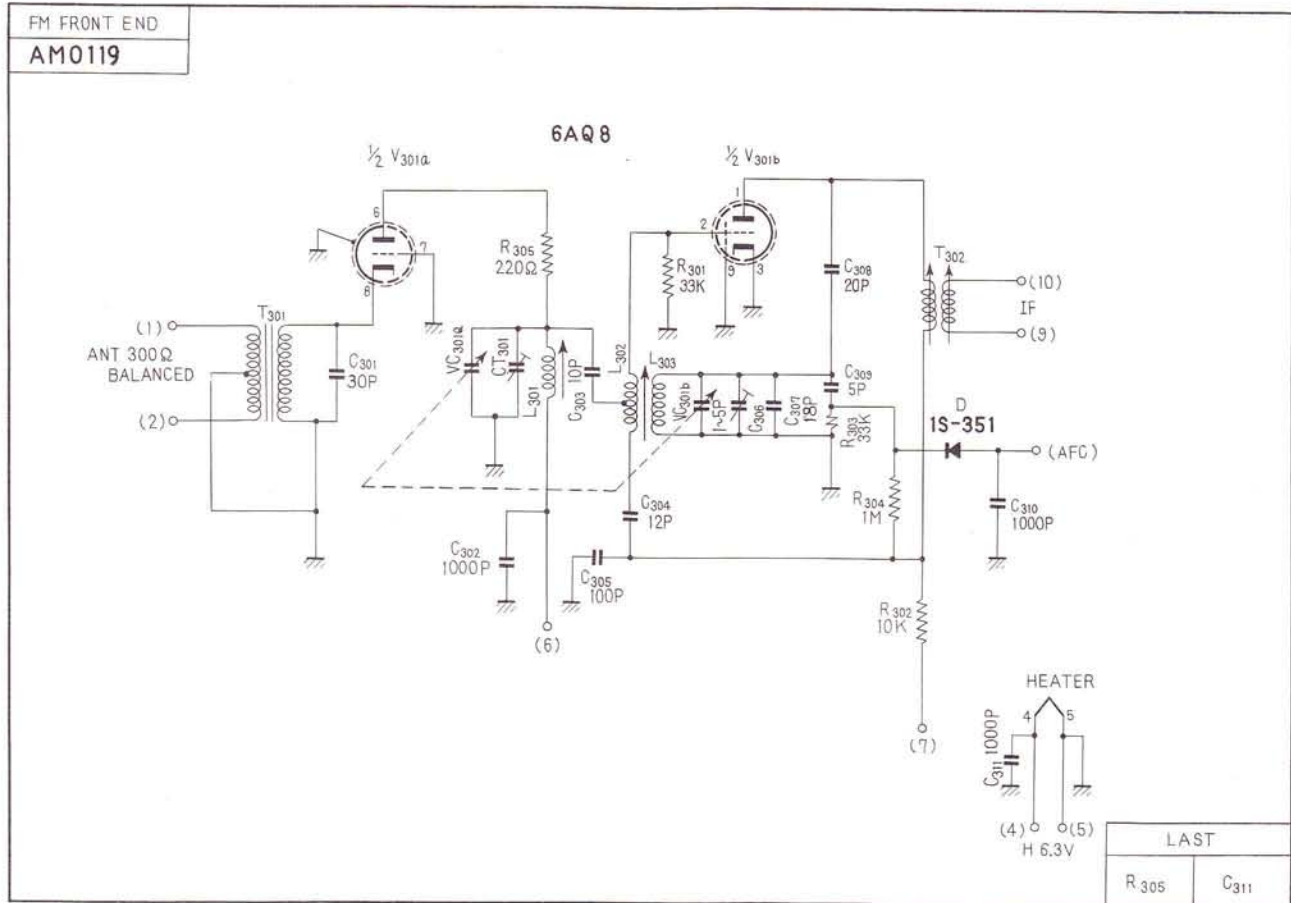 FM FRONT END
AM0119
6AQ8
½ V301a
½ V301b
6
7
8
1
2
9
3
R305
220Ω
R301
33K
C308
20P
T302
(10)
IF
(9)
(1)
T301
ANT 300Ω
BALANCED
C301
30P
(2)
VC301a
CT301
L301
C303 10P
L302
L303
VC301b
1~5P
C306
C307
18P
C309
5P
R303
33K
D
1S-351
(AFC)
R304
1M
C310
1000P
C304
12P
C302
1000P
C305
100P
R302
10K
(6)
(7)
HEATER
4
5
C311 1000P
(4)
(5)
H 6.3V
LAST
R305
C311